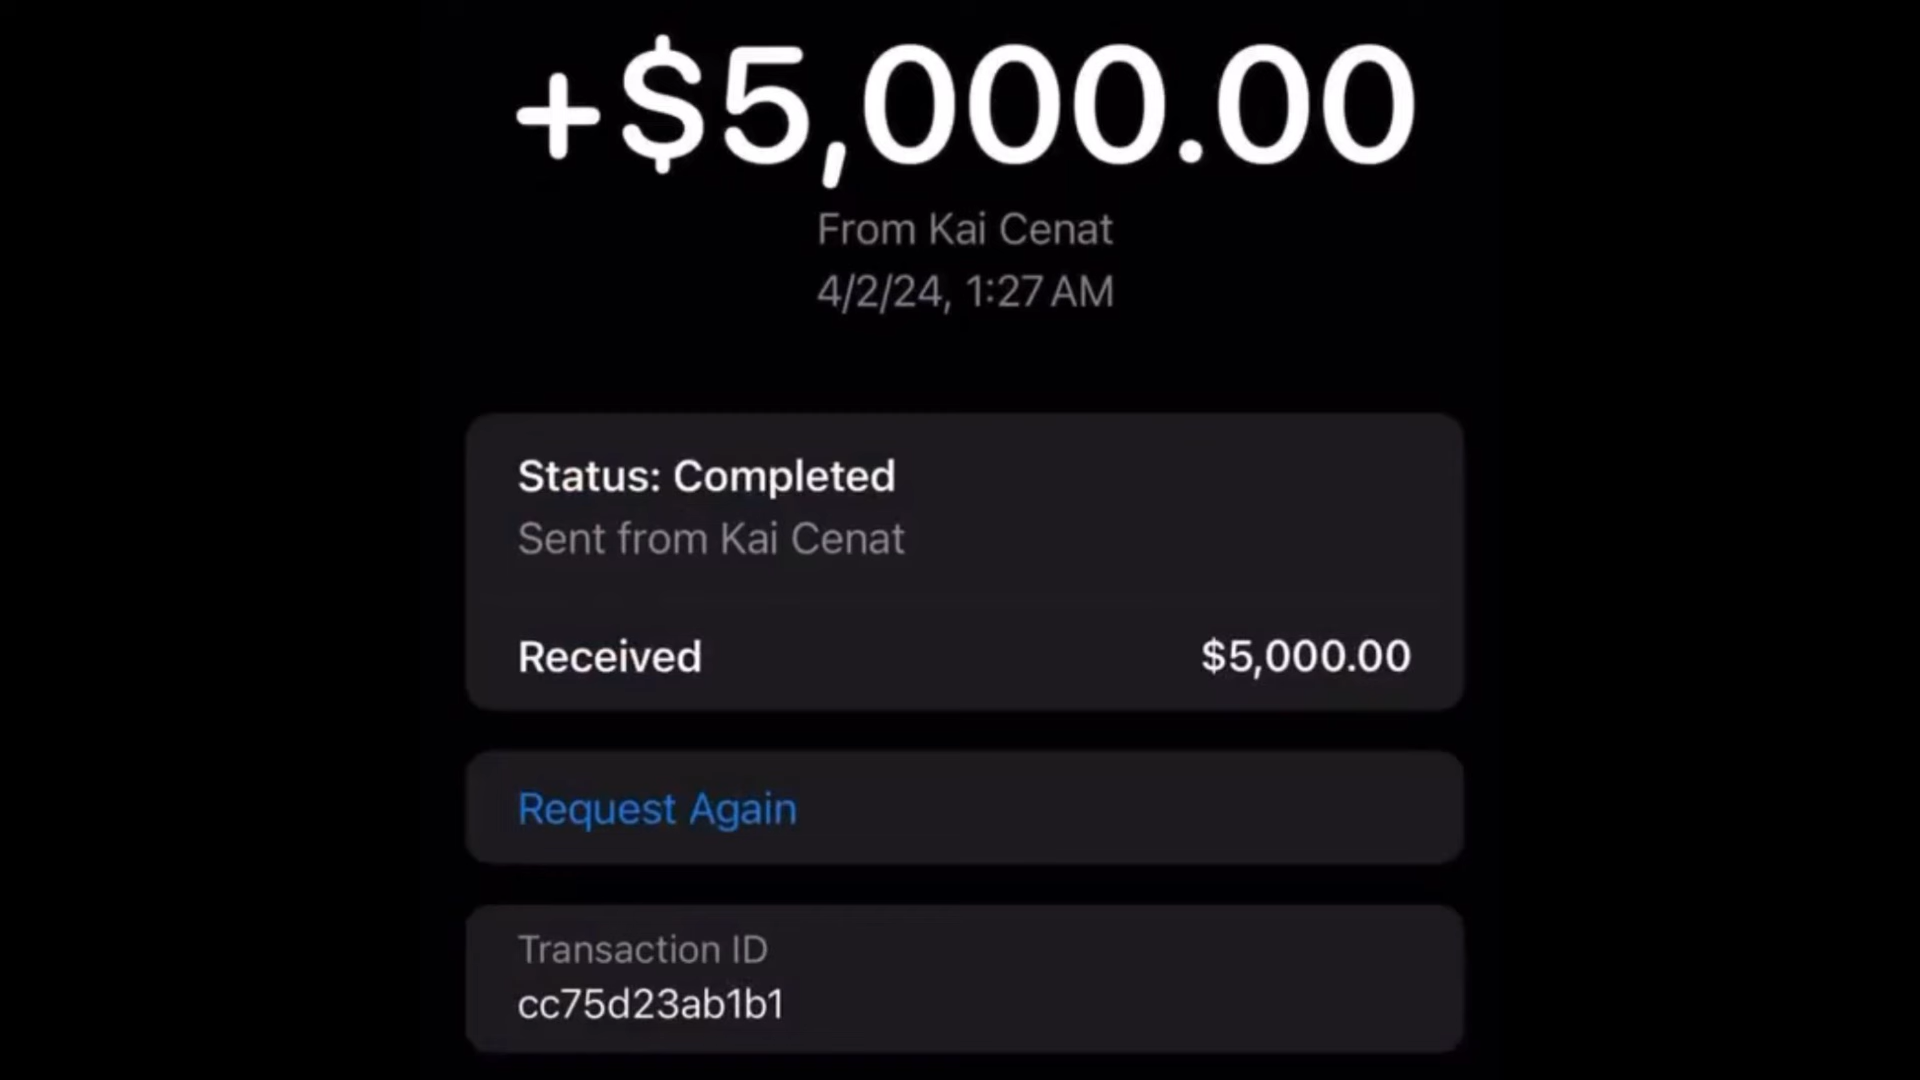 +$5,000.00
From Kai Cenat
4/2/24, 1:27 AM
Status: Completed
Sent from Kai Cenat
Received $5,000.00
Request Again
Transaction ID
cc75d23ab1b1